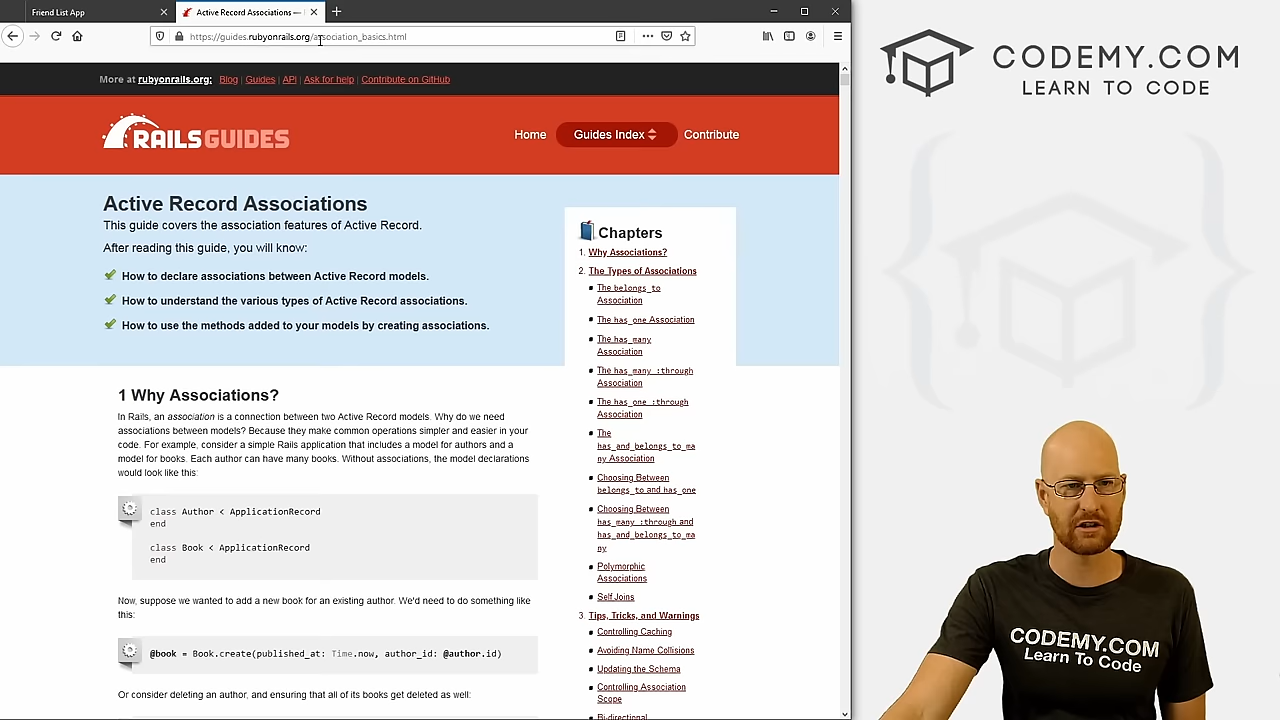 Friend List App
Active Record Associations —
https://guides.rubyonrails.org/association_basics.html
More at rubyonrails.org: Blog | Guides | API | Ask for help | Contribute on GitHub
RAILSGUIDES
Home
Guides Index
Contribute
Active Record Associations
This guide covers the association features of Active Record.
After reading this guide, you will know:
How to declare associations between Active Record models.
How to understand the various types of Active Record associations.
How to use the methods added to your models by creating associations.
Chapters
1. Why Associations?
2. The Types of Associations
The belongs_to
Association
The has_one Association
The has_many
Association
The has_many :through
Association
The has_one :through
Association
The
has_and_belongs_to_ma
ny Association
Choosing Between
belongs_to and has_one
Choosing Between
has_many :through and
has_and_belongs_to_ma
ny
Polymorphic
Associations
Self Joins
3. Tips, Tricks, and Warnings
Controlling Caching
Avoiding Name Collisions
Updating the Schema
Controlling Association
Scope
Bi-directional
1 Why Associations?
In Rails, an association is a connection between two Active Record models. Why do we need
associations between models? Because they make common operations simpler and easier in your
code. For example, consider a simple Rails application that includes a model for authors and a
model for books. Each author can have many books. Without associations, the model declarations
would look like this:
class Author < ApplicationRecord
end
class Book < ApplicationRecord
end
Now, suppose we wanted to add a new book for an existing author. We'd need to do something like
this:
@book = Book.create(published_at: Time.now, author_id: @author.id)
Or consider deleting an author, and ensuring that all of its books get deleted as well:
CODEMY.COM
LEARN TO CODE
CODEMY.COM
Learn To Code